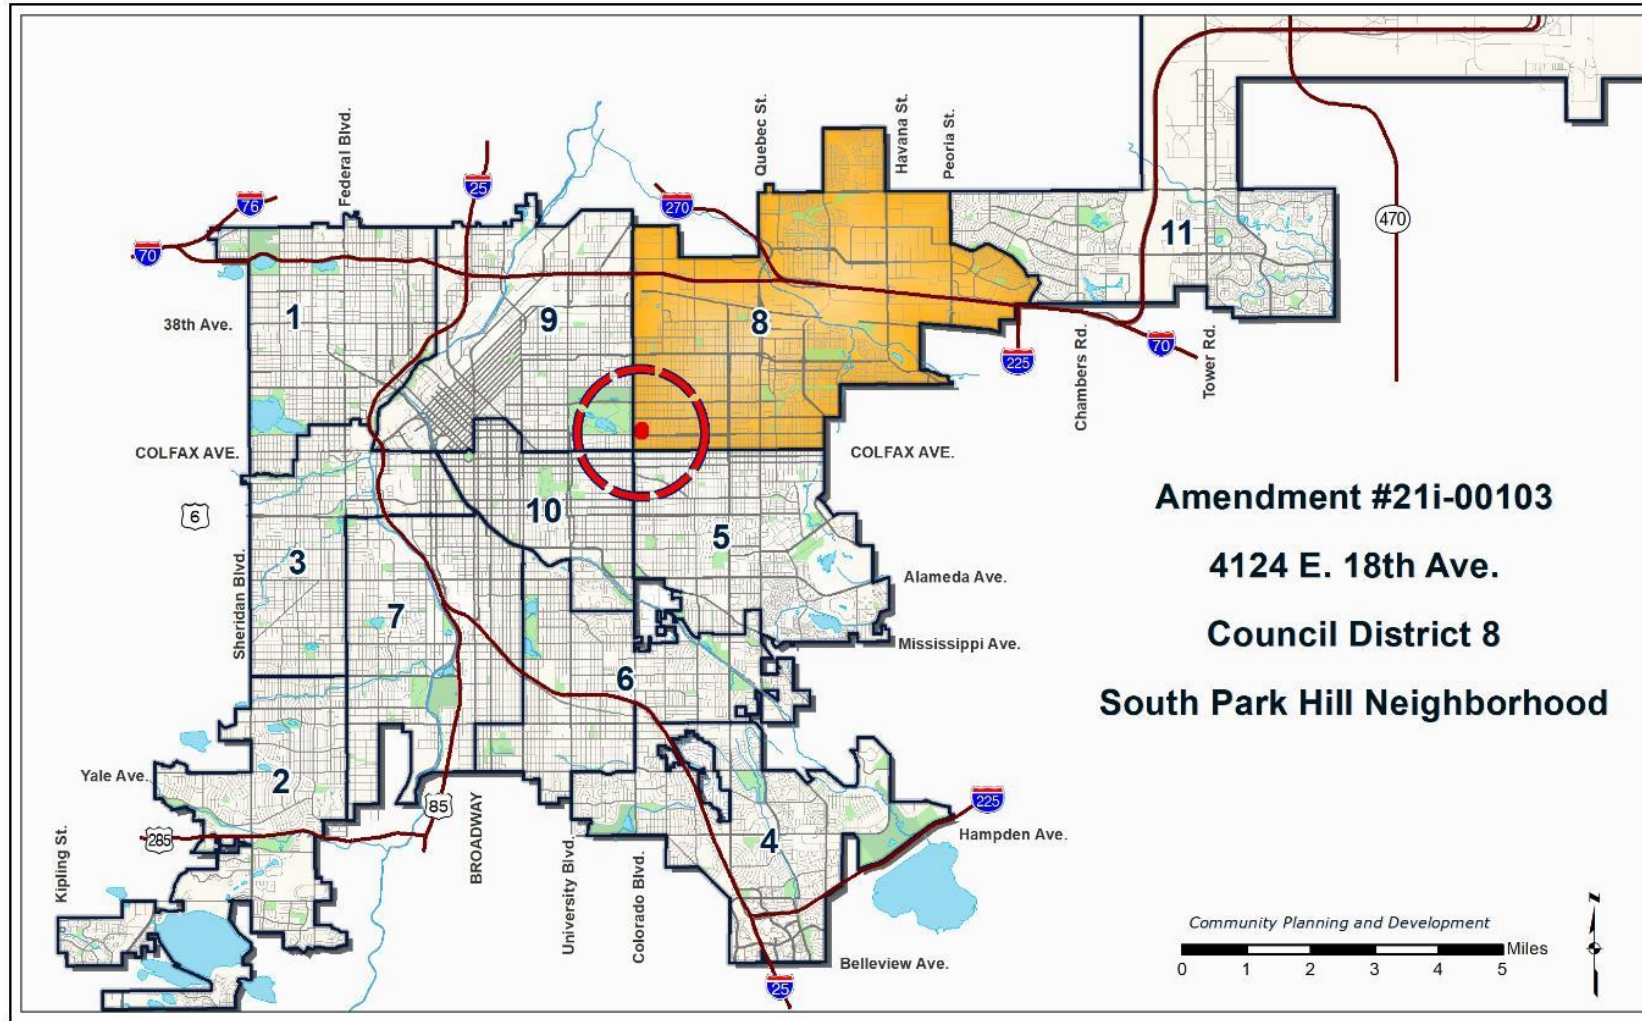 Federal Blvd.
Quebec St.
Havana St.
Peoria St.
76
25
270
70
470
11
38th Ave.
1
9
8
225
Chambers Rd.
70
Tower Rd.
COLFAX AVE.
COLFAX AVE.
6
10
5
3
Sheridan Blvd.
Alameda Ave.
7
Mississippi Ave.
6
Yale Ave.
2
85
285
Kipling St.
BROADWAY
University Blvd.
Colorado Blvd.
4
225
Hampden Ave.
Belleview Ave.
25
Amendment #21i-00103
4124 E. 18th Ave.
Council District 8
South Park Hill Neighborhood
Community Planning and Development
Miles
0 1 2 3 4 5
N